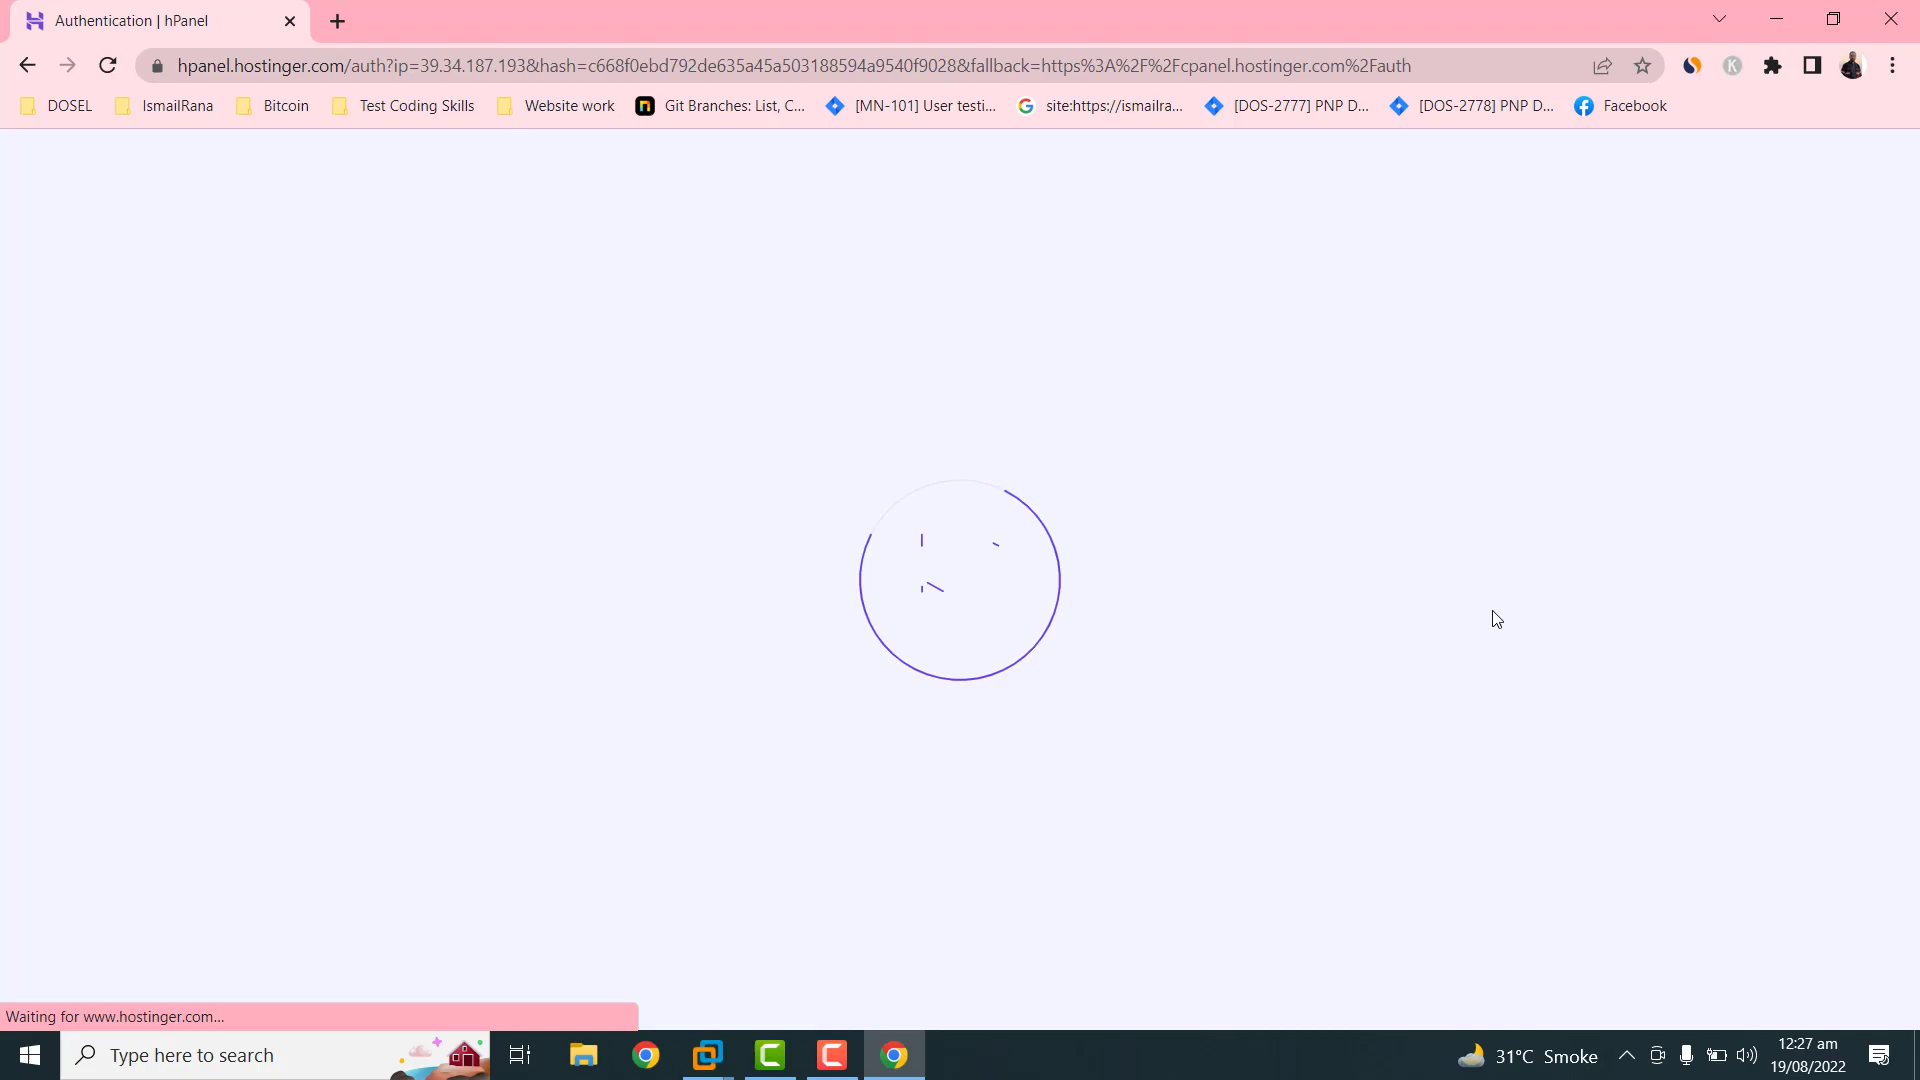 Authentication | hPanel
hpanel.hostinger.com/auth?ip=39.34.187.193&hash=c668f0ebd792de635a45a503188594a9540f9028&fallback=https%3A%2F%2Fcpanel.hostinger.com%2Fauth
DOSEL IsmailRana Bitcoin Test Coding Skills Website work Git Branches: List, C... [MN-101] User testi... site:https://ismailra... [DOS-2777] PNP D... [DOS-2778] PNP D... Facebook
Waiting for www.hostinger.com...
Type here to search
31°C Smoke
12:27 am
19/08/2022